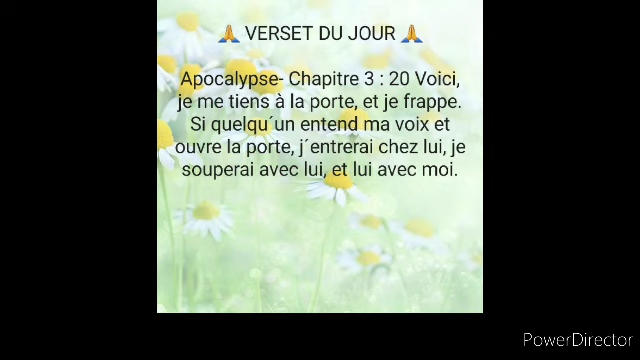 🙏 VERSET DU JOUR 🙏
Apocalypse- Chapitre 3 : 20 Voici,
je me tiens à la porte, et je frappe.
Si quelqu´un entend ma voix et
ouvre la porte, j´entrerai chez lui, je
souperai avec lui, et lui avec moi.
PowerDirector